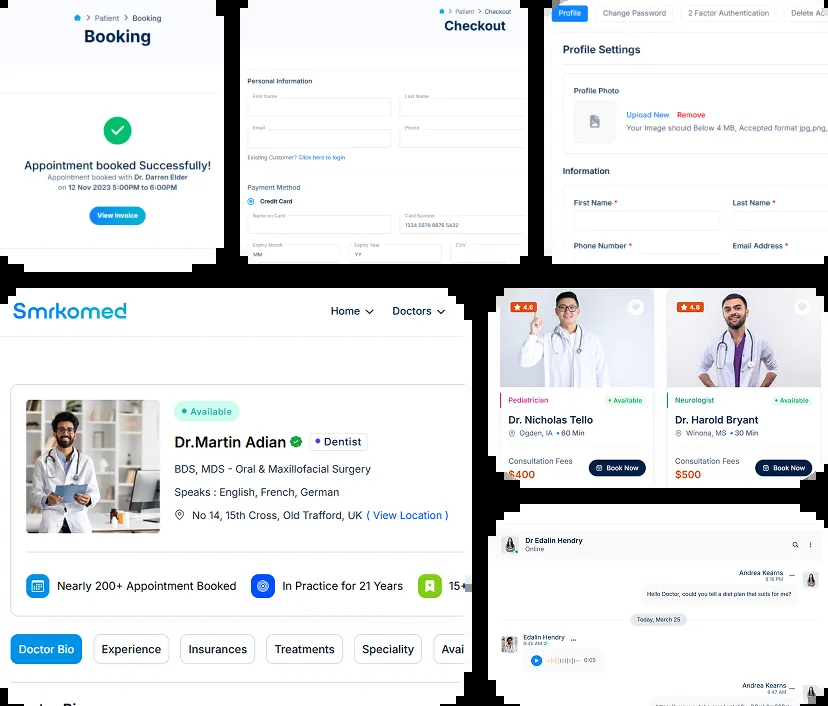 Patient > Booking
Booking
Appointment booked Successfully!
Appointment booked with Dr. Darren Elder
on 12 Nov 2023 5:00PM to 6:00PM
View Invoice
Patient > Checkout
Checkout
Personal Information
First Name
Last Name
Email
Phone
Existing Customer? Click here to login
Payment Method
Credit Card
Name on Card
Card Number
1234 5678 9876 5432
Expiry Month
Expiry Year
CVV
MM
YY
Profile
Change Password
2 Factor Authentication
Delete
Profile Settings
Profile Photo
Upload New Remove
Your Image should Below 4 MB, Accepted format jpg,png,
Information
First Name *
Last Name *
Phone Number *
Email Address *
Smrkomed
Home
Doctors
Available
Dr.Martin Adian
Dentist
BDS, MDS - Oral & Maxillofacial Surgery
Speaks : English, French, German
No 14, 15th Cross, Old Trafford, UK ( View Location )
Nearly 200+ Appointment Booked
In Practice for 21 Years
15+
Doctor Bio
Experience
Insurances
Treatments
Speciality
Avai
4.6
Pediatrician
Available
Dr. Nicholas Tello
Ogden, IA • 60 Min
Consultation Fees
$400
Book Now
4.8
Neurologist
Available
Dr. Harold Bryant
Winona, MS • 30 Min
Consultation Fees
$500
Book Now
Dr Edalin Hendry
Online
Andrea Kearns
8:16 PM
Hello Doctor, could you tell a diet plan that suits for me?
Today, March 25
Edalin Hendry
9:45 AM
0:05
Andrea Kearns
9:47 AM